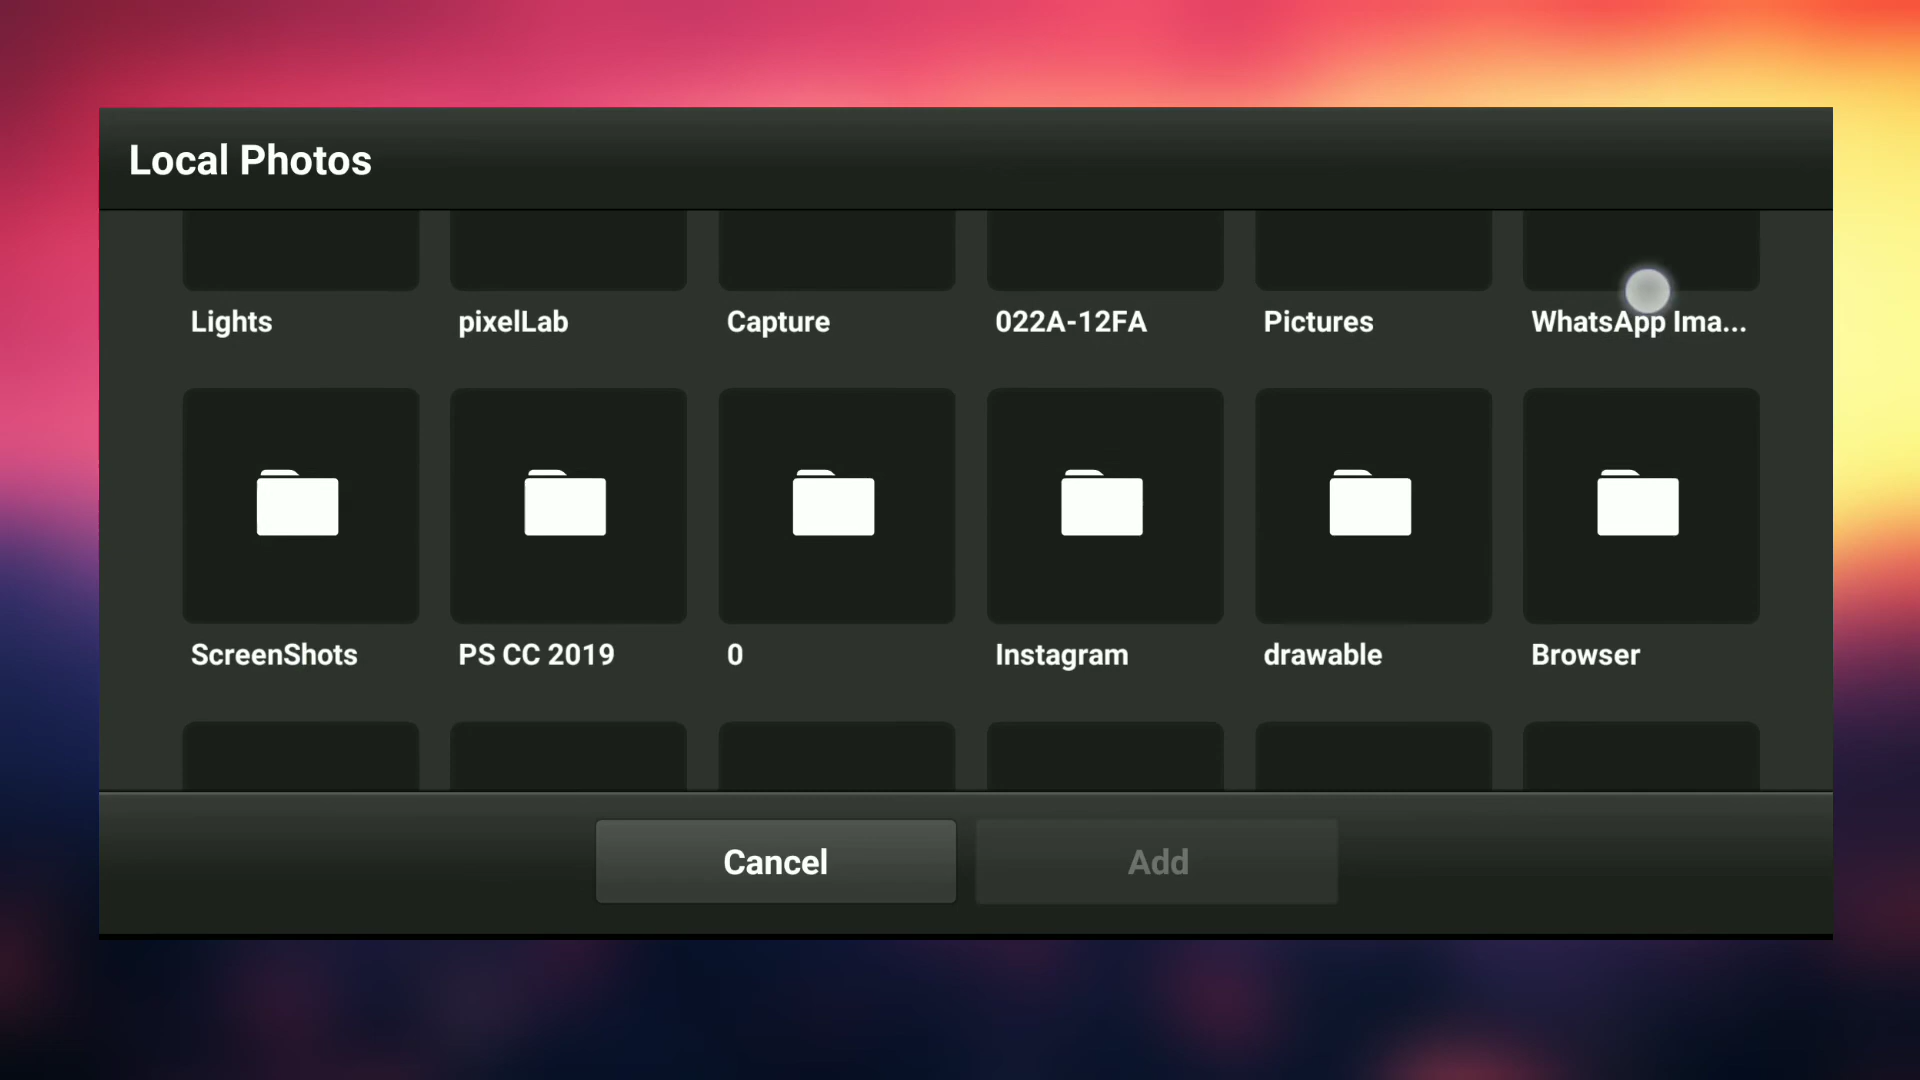 Local Photos
Lights pixelLab Capture 022A-12FA Pictures WhatsApp Ima...
ScreenShots PS CC 2019 0 Instagram drawable Browser
Cancel Add